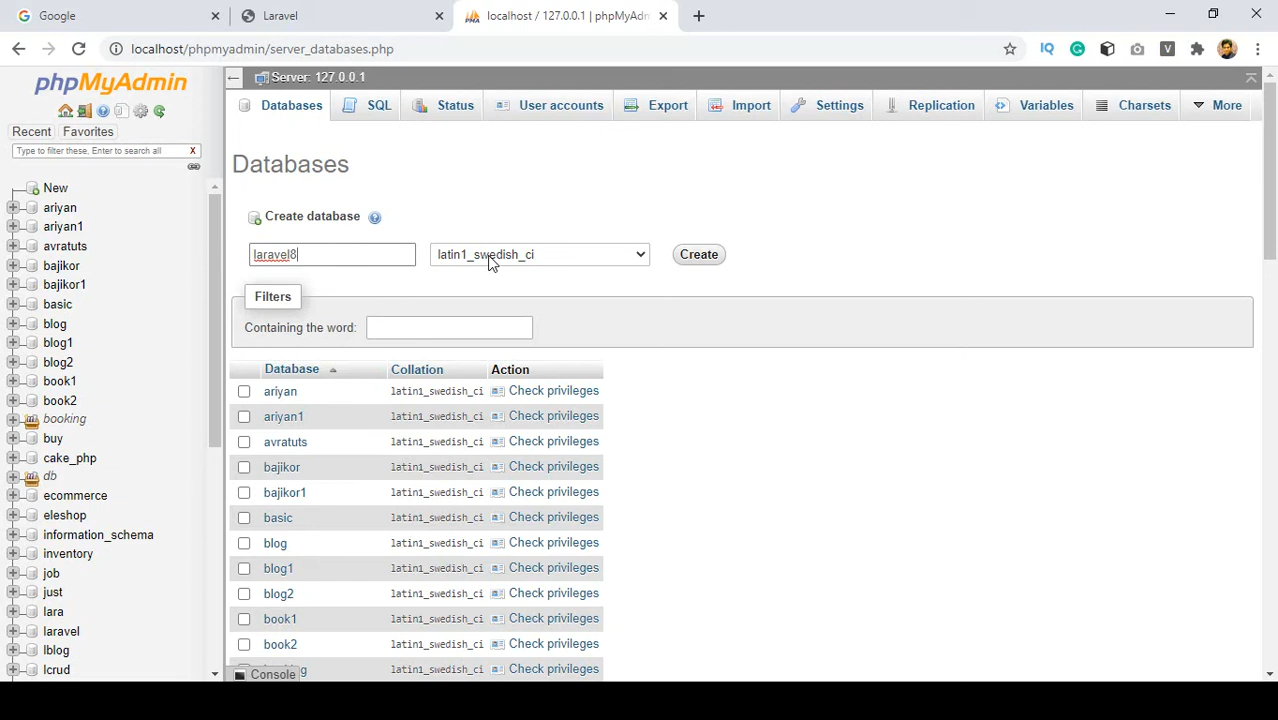 Google
Laravel
localhost / 127.0.0.1 | phpMyAdm
localhost/phpmyadmin/server_databases.php
IQ
V
phpMyAdmin
Recent
Favorites
Type to filter these, Enter to search all
X
New
ariyan
ariyan1
avratuts
bajikor
bajikor1
basic
blog
blog1
blog2
book1
book2
booking
buy
cake_php
db
ecommerce
eleshop
information_schema
inventory
job
just
lara
laravel
lblog
lcrud
Server: 127.0.0.1
Databases
SQL
Status
User accounts
Export
Import
Settings
Replication
Variables
Charsets
More
Databases
Create database
laravel8
latin1_swedish_ci
Create
Filters
Containing the word:
Database
Collation
Action
ariyan latin1_swedish_ci Check privileges
ariyan1 latin1_swedish_ci Check privileges
avratuts latin1_swedish_ci Check privileges
bajikor latin1_swedish_ci Check privileges
bajikor1 latin1_swedish_ci Check privileges
basic latin1_swedish_ci Check privileges
blog latin1_swedish_ci Check privileges
blog1 latin1_swedish_ci Check privileges
blog2 latin1_swedish_ci Check privileges
book1 latin1_swedish_ci Check privileges
book2 latin1_swedish_ci Check privileges
latin1_swedish_ci Check privileges
Console